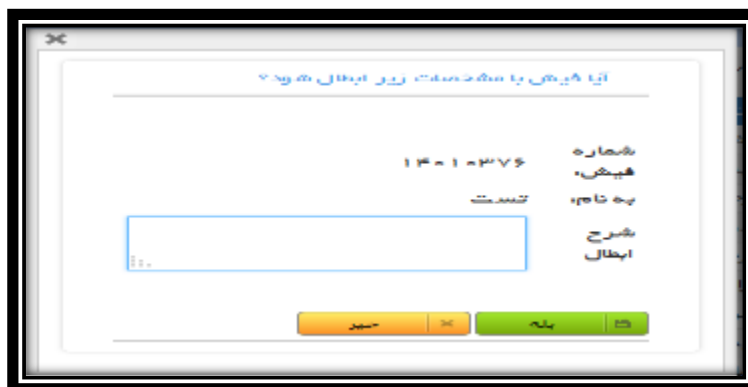 آیا فیش با مشخصات زیر ابطال شود؟
شماره فیش: ۱۴۰۱۰۳۷۶
به نام: تست
شرح ابطال
بله
خیر